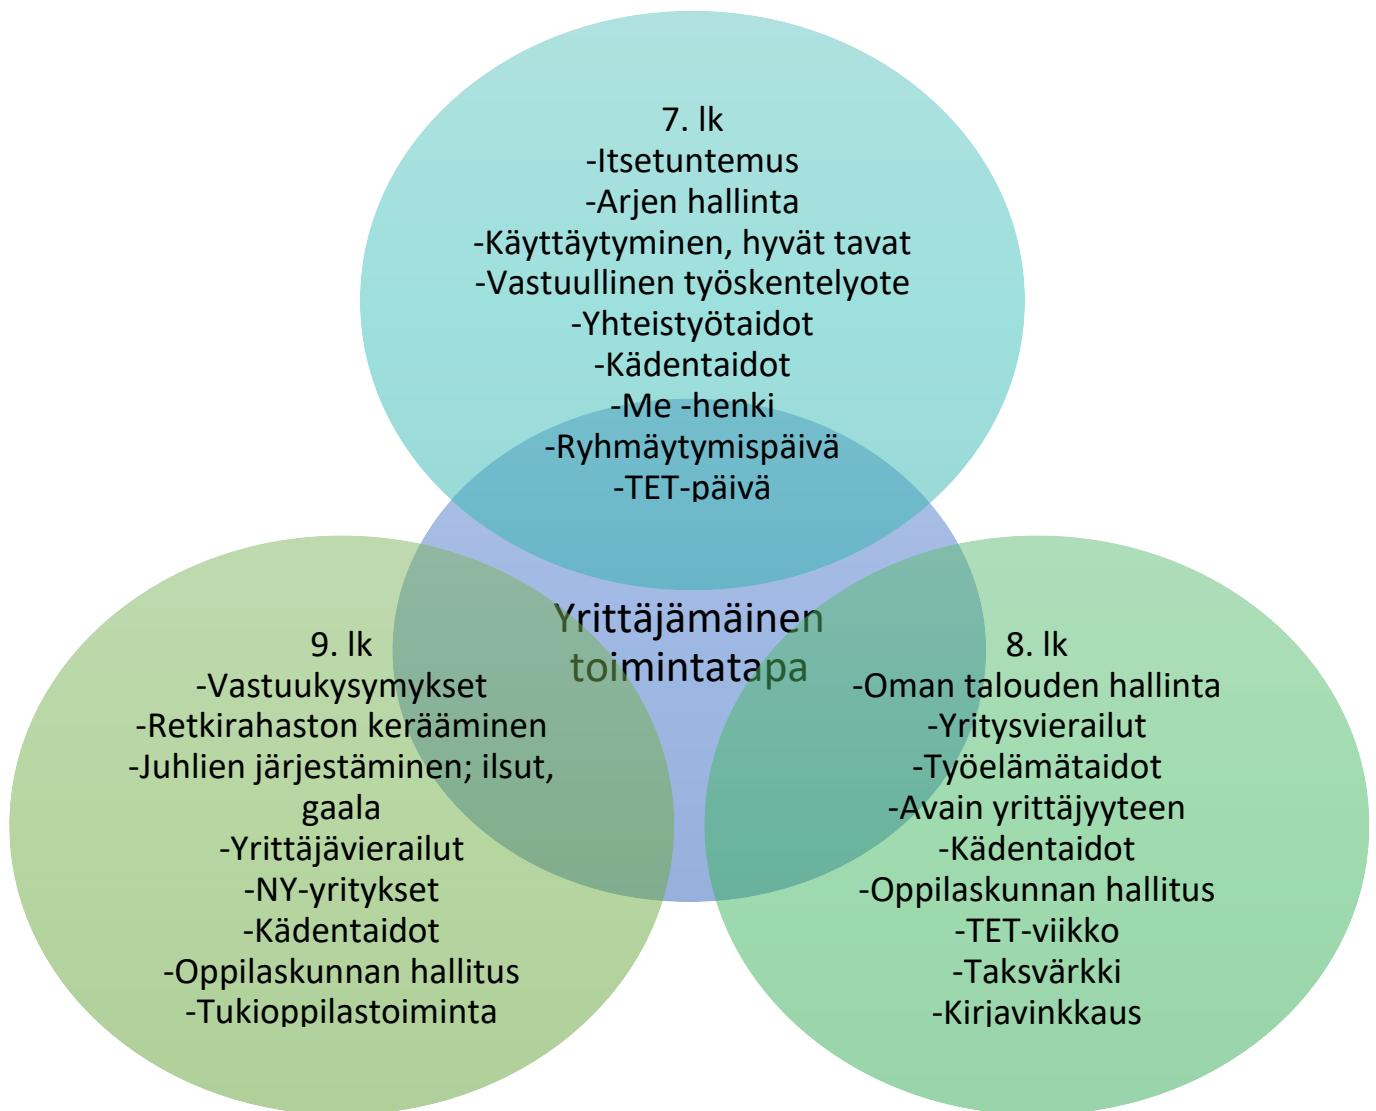 7. lk
-Itsetuntemus
-Arjen hallinta
-Käyttäytyminen, hyvät tavat
-Vastuullinen työskentelyote
-Yhteistyötaidot
-Kädentaidot
-Me -henki
-Ryhmäytymispäivä
-TET-päivä
Yrittäjämäinen
toimintatapa
9. lk
-Vastuukysymykset
-Retkirahaston kerääminen
-Juhlien järjestäminen; ilsut,
gaala
-Yrittäjävierailut
-NY-yritykset
-Kädentaidot
-Oppilaskunnan hallitus
-Tukioppilastoiminta
8. lk
-Oman talouden hallinta
-Yritysvierailut
-Työelämätaidot
-Avain yrittäjyyteen
-Kädentaidot
-Oppilaskunnan hallitus
-TET-viikko
-Taksvärkki
-Kirjavinkkaus